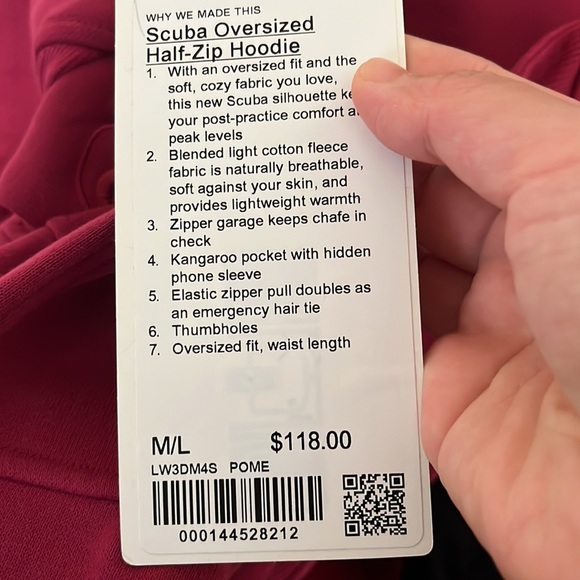 WHY WE MADE THIS
Scuba Oversized
Half-Zip Hoodie
1. With an oversized fit and the
soft, cozy fabric you love,
this new Scuba silhouette
your post-practice comfort
peak levels
2. Blended light cotton fleece
fabric is naturally breathable,
soft against your skin, and
provides lightweight warmth
3. Zipper garage keeps chafe in
check
4. Kangaroo pocket with hidden
phone sleeve
5. Elastic zipper pull doubles as
an emergency hair tie
6. Thumbholes
7. Oversized fit, waist length
M/L $118.00
LW3DM4S POME
000144528212